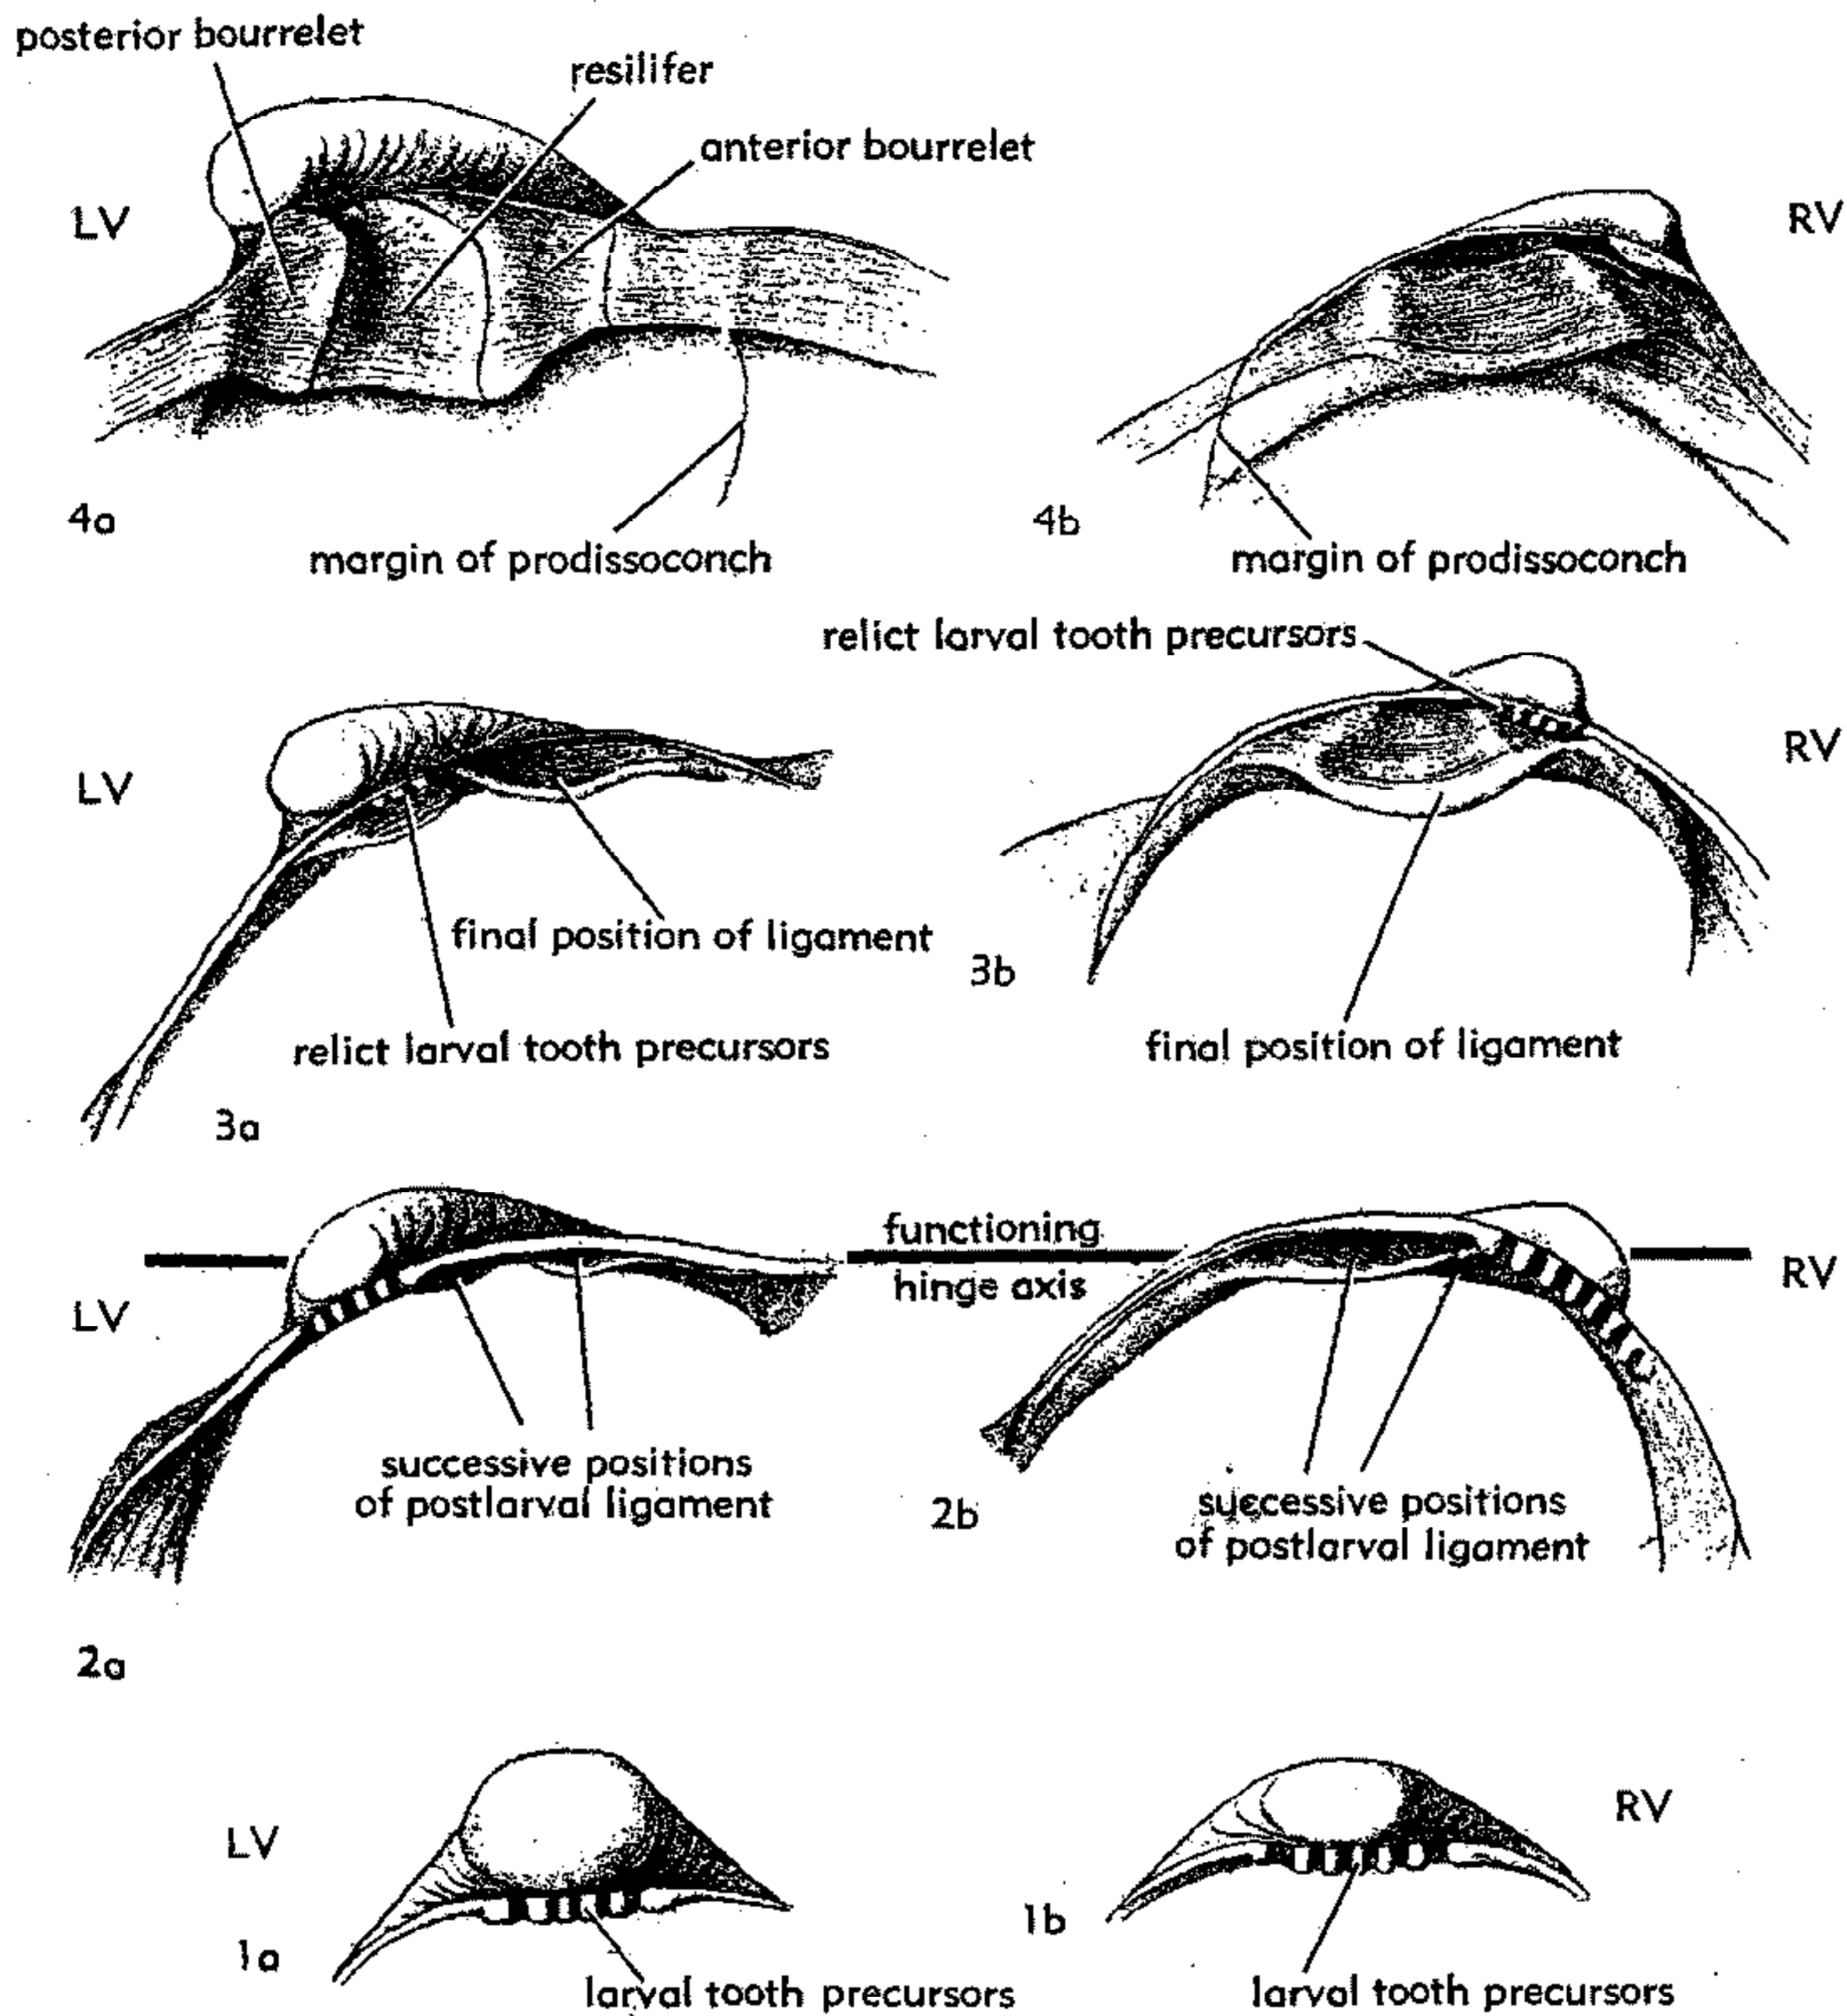 posterior bourrelet
resilifer
anterior bourrelet
LV
RV
4a
4b
margin of prodissoconch
margin of prodissoconch
relict larval tooth precursors
LV
RV
final position of ligament
3b
relict larval tooth precursors
final position of ligament
3a
functioning
hinge axis
LV
RV
successive positions
of postlarval ligament
2b
successive positions
of postlarval ligament
2a
LV
RV
1a
1b
larval tooth precursors
larval tooth precursors